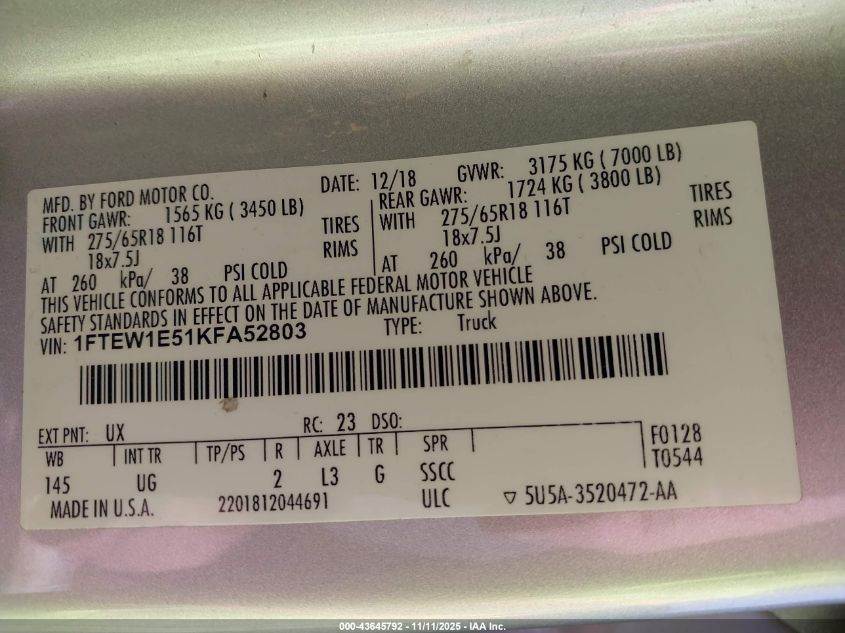 MFD. BY FORD MOTOR CO.
DATE: 12/18
GVWR: 3175 KG ( 7000 LB)
FRONT GAWR: 1565 KG ( 3450 LB)
REAR GAWR: 1724 KG ( 3800 LB)
WITH 275/65R18 116T TIRES
WITH 275/65R18 116T TIRES
18x7.5J RIMS
18x7.5J RIMS
AT 260 kPa/ 38 PSI COLD
AT 260 kPa/ 38 PSI COLD
THIS VEHICLE CONFORMS TO ALL APPLICABLE FEDERAL MOTOR VEHICLE
SAFETY STANDARDS IN EFFECT ON THE DATE OF MANUFACTURE SHOWN ABOVE.
VIN: 1FTEW1E51KFA52803
TYPE: Truck
EXT PNT: UX RC: 23 DSO:
WB INT TR TP/PS R AXLE TR SPR F0128
145 UG 2 L3 G SSCC T0544
MADE IN U.S.A. 2201812044691 ULC ▽ 5U5A-3520472-AA
000-43645792 - 11/11/2025 - IAA Inc.